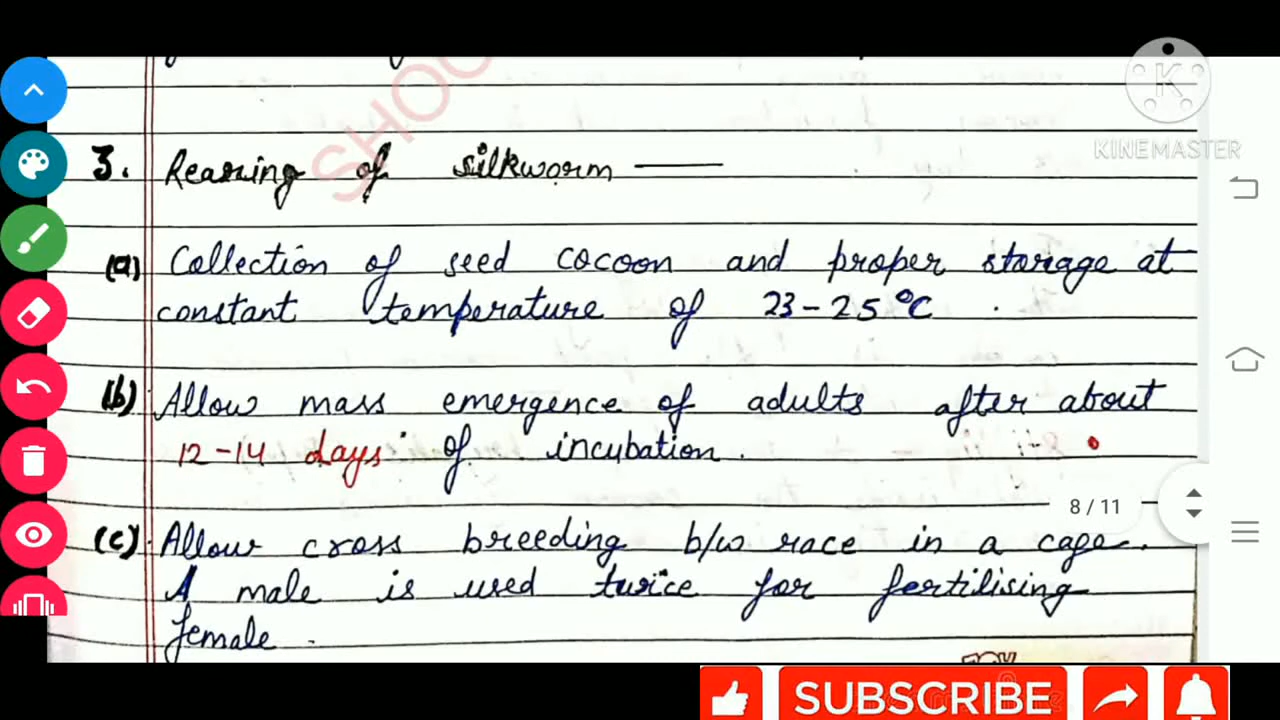 SHOO
KINEMASTER
3. Rearing of silkworm —
(a) Collection of seed cocoon and proper storage at
constant temperature of 23-25°C .
(b) Allow mass emergence of adults after about
12-14 days of incubation.
8 / 11
(c) Allow cross breeding b/w race in a cage.
A male is used twice for fertilising
female.
SUBSCRIBE